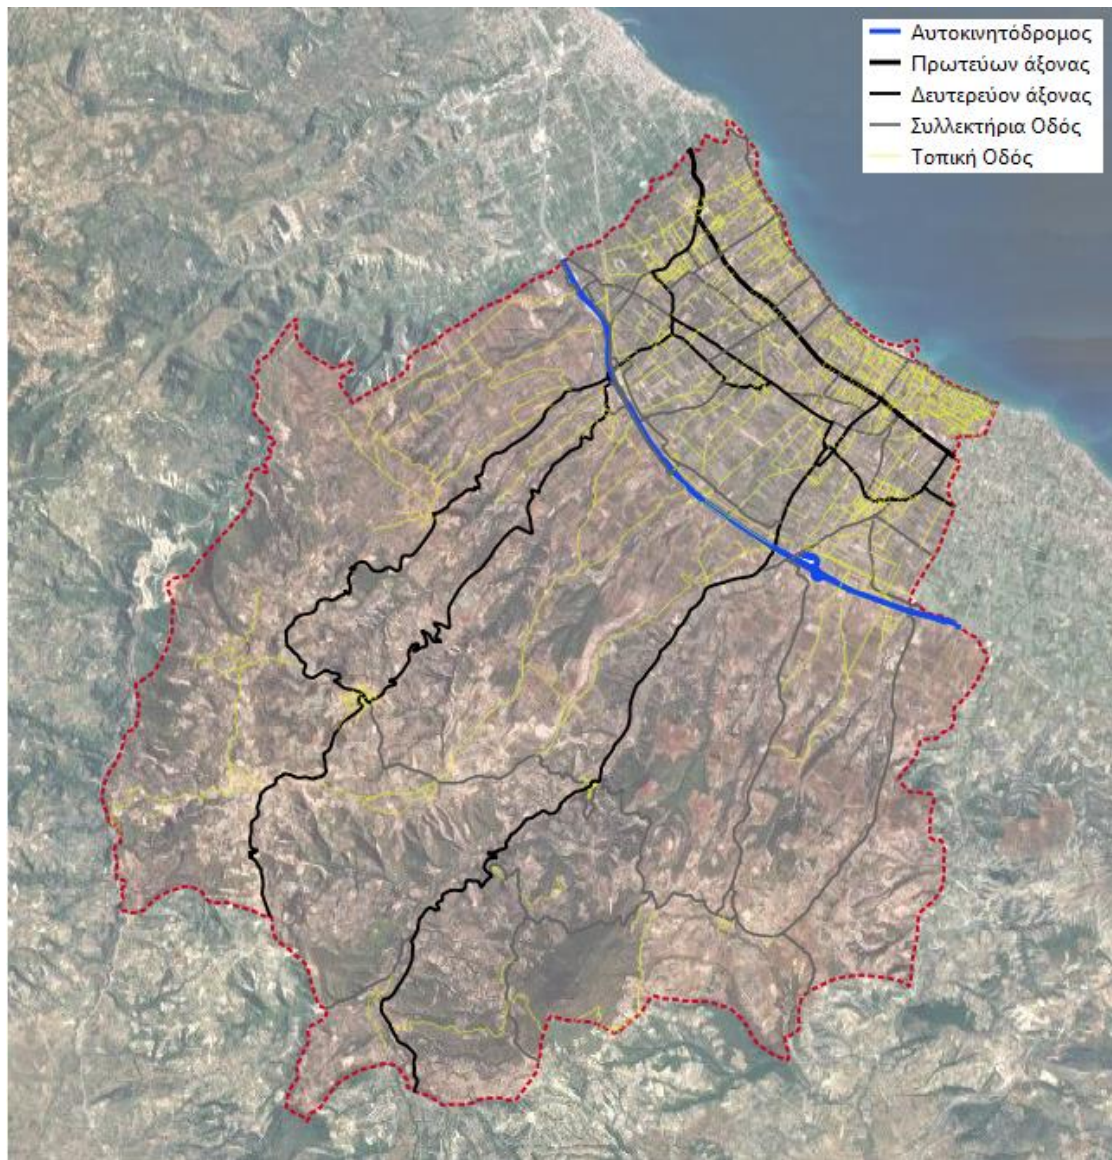 Αυτοκινητόδρομος
Πρωτεύων άξονας
Δευτερεύον άξονας
Συλλεκτήρια Οδός
Τοπική Οδός